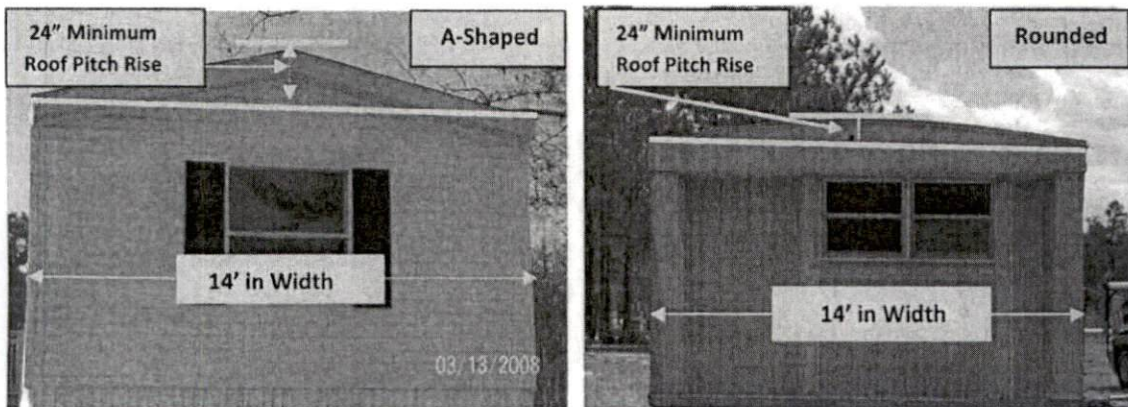 24” Minimum
Roof Pitch Rise
A-Shaped
14’ in Width
03/13/2008
24” Minimum
Roof Pitch Rise
Rounded
14’ in Width